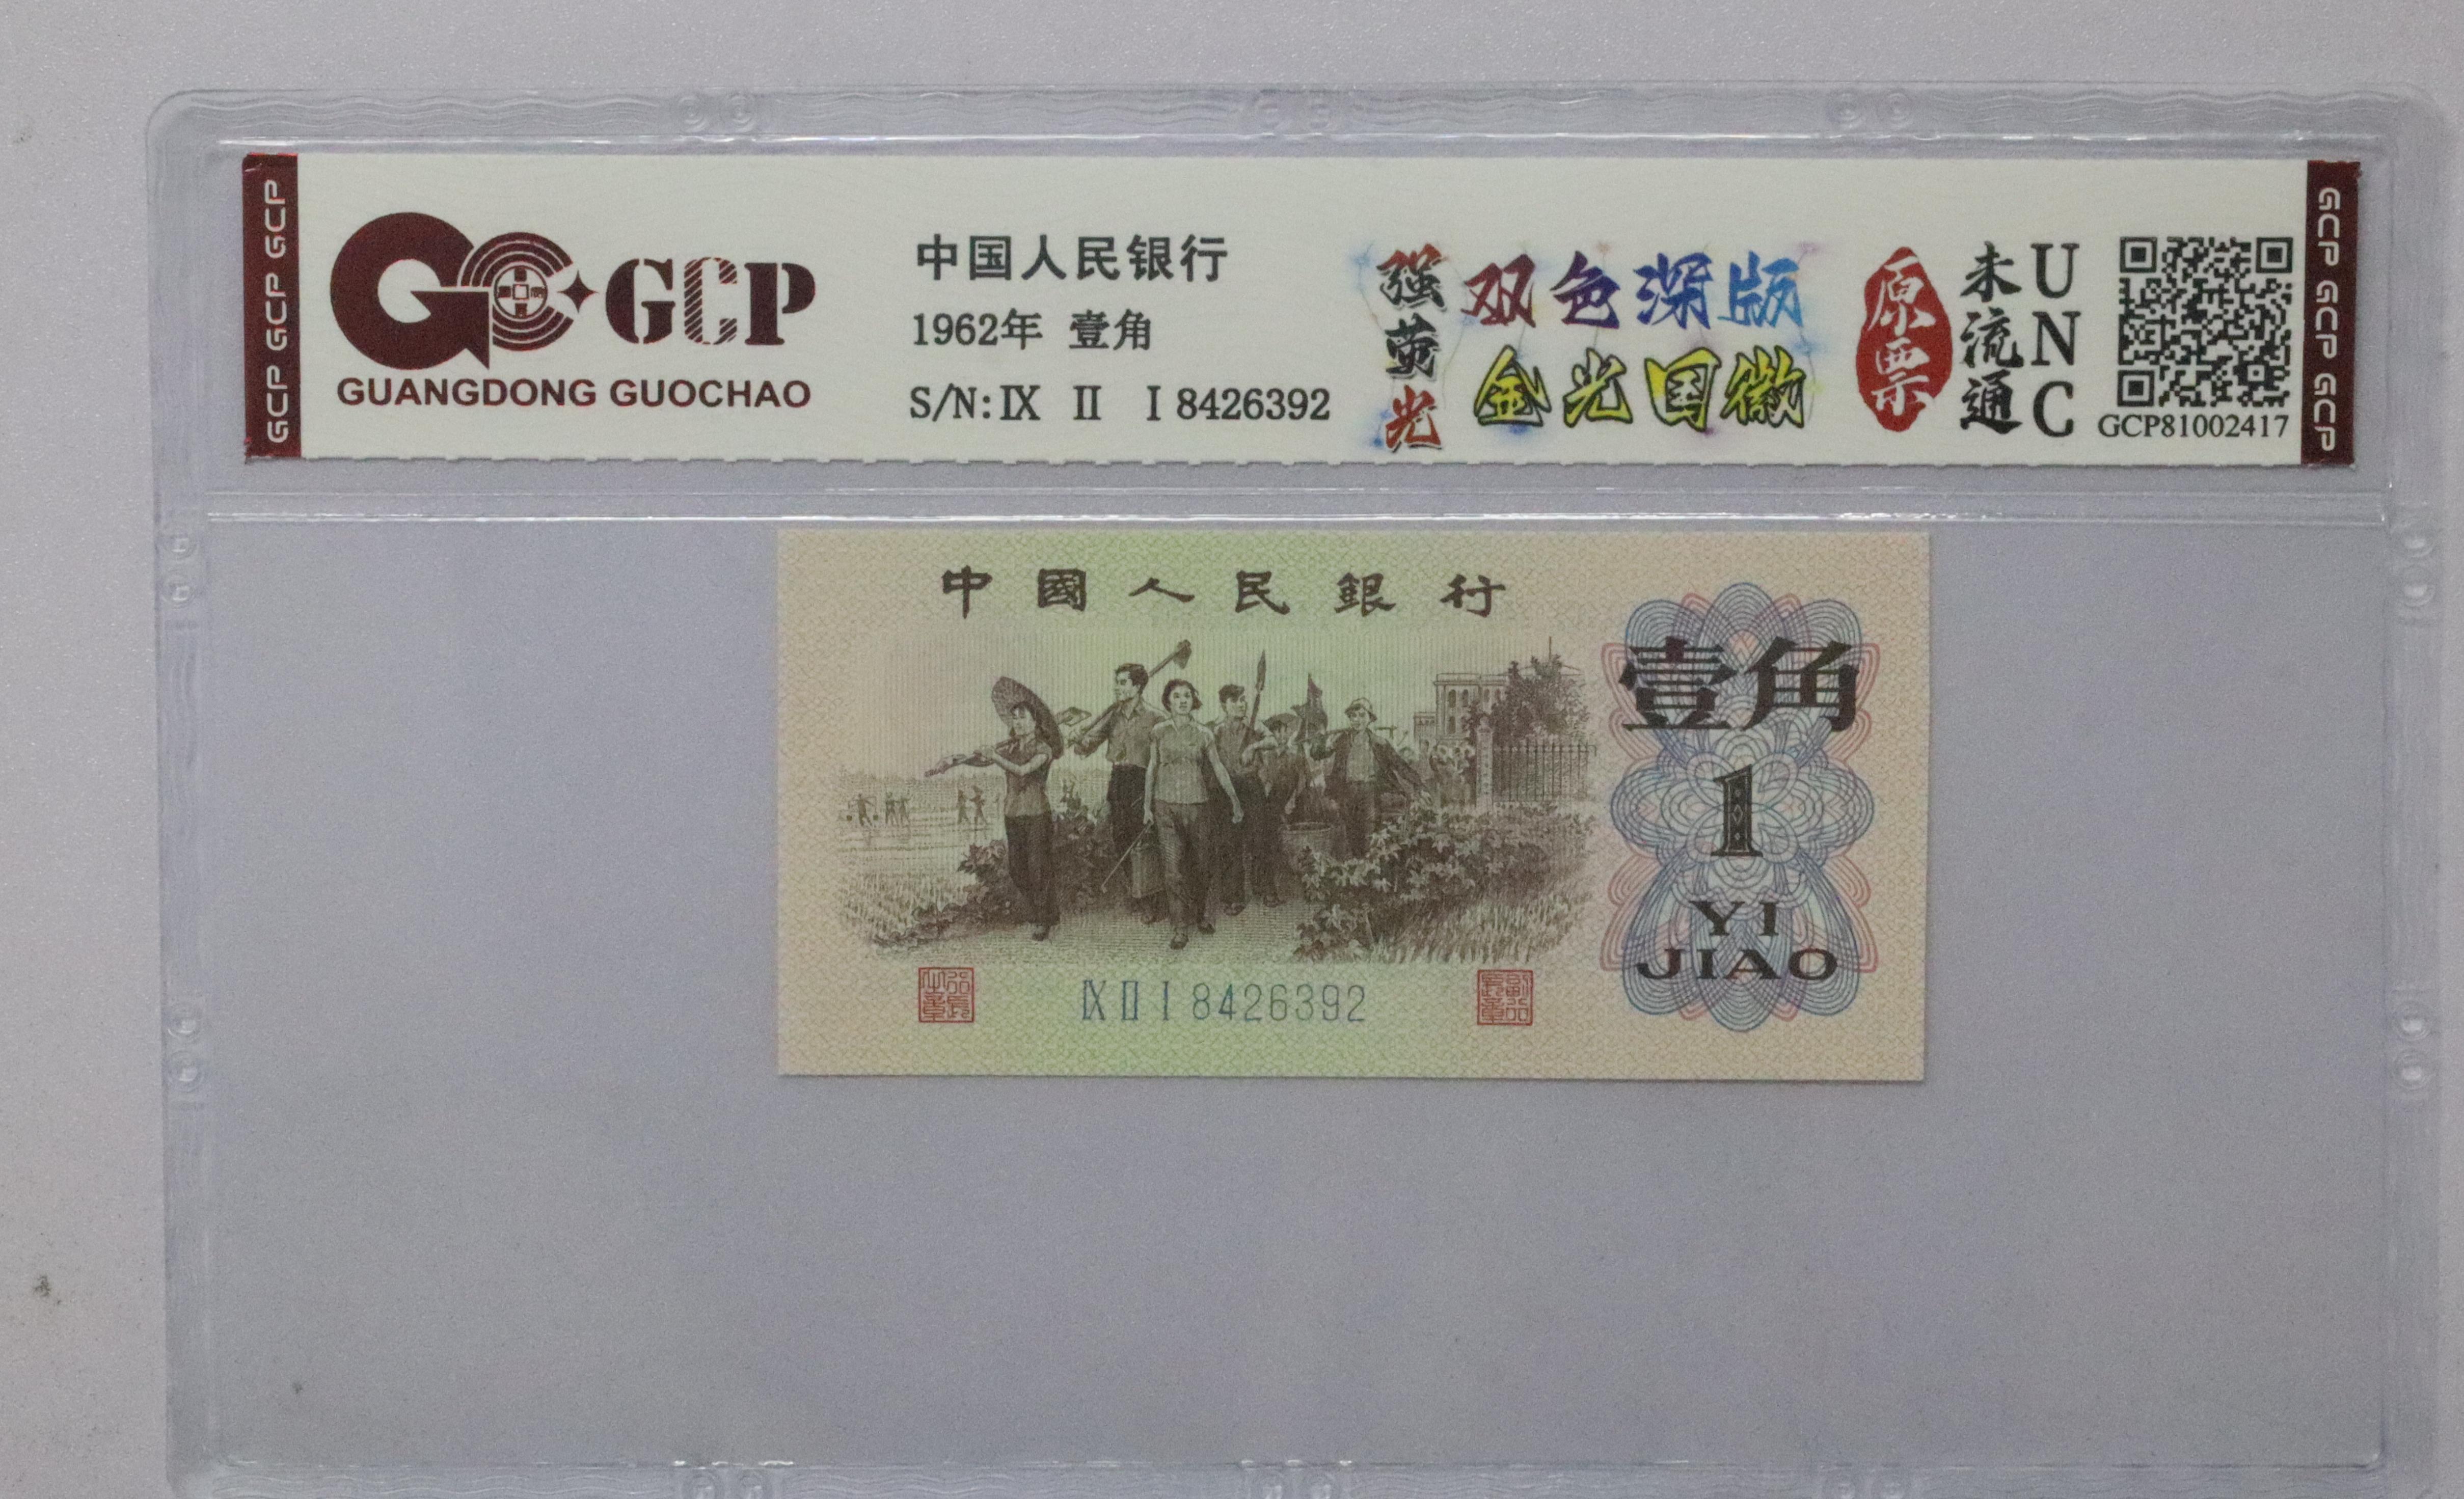 GCP GCP GCP
GCP
GUANGDONG GUOCHAO
中国人民银行
1962年 壹角
S/N: Ⅸ Ⅱ Ⅰ 8426392
强荧光
双色深版
金光国徽
原票
未流通
UNC
GCP81002417
GCP GCP GCP
中國人民銀行
壹角
1
YI
JIAO
Ⅸ Ⅱ Ⅰ 8426392